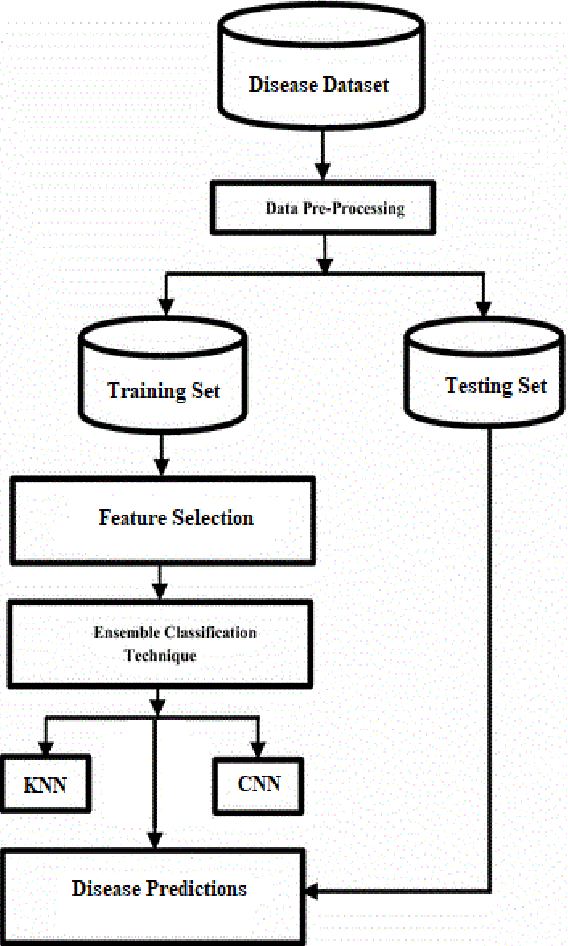 Disease Dataset
Data Pre-Processing
Training Set
Testing Set
Feature Selection
Ensemble Classification
Technique
KNN
CNN
Disease Predictions